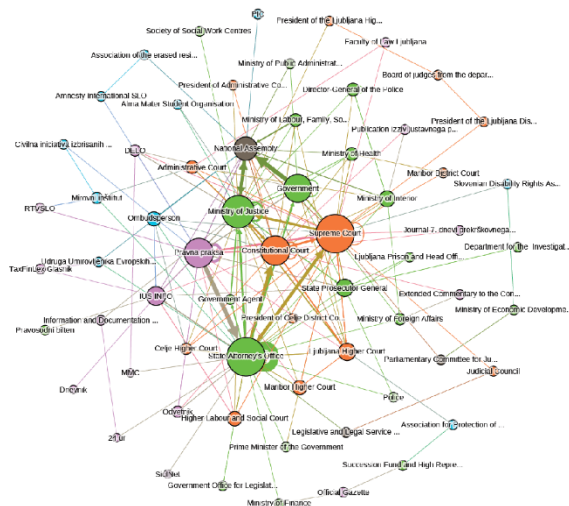 PIC
President of the Ljubljana Hig...
Society of Social Work Centres
Faculty of Law Ljubljana
Association of the erased resi...
Ministry of Public Administrat...
Board of judges from the depar...
President of Administrative Co...
Director-General of the Police
Amnesty International SLO
Alma Mater Student Organisation
Ministry of Labour, Family, So...
President of the Ljubljana Dis...
Publication Izziv ustavnega p...
Civilna iniciativa izbrisanih ...
National Assembly
DELO
Ministry of Health
Administrative Court
Maribor District Court
Government
Slovenian Disability Rights As...
Mirovni inštitut
Ministry of Interior
RTVSLO
Ministry of Justice
Ombudsperson
Supreme Court
Journal 7. dnevi
Udruga Umirovljenika Evropskih...
Constitutional Court
Department for the Investigat...
Pravna praksa
Ljubljana Prison and Head Offi...
TaxFinLex Glasnik
State Prosecutor General
IUS INFO
Government Agent
Extended Commentary to the Con...
Ministry of Economic Developme...
Information and Documentation ...
President of Celje District Co...
Ministry of Foreign Affairs
Pravosodni bilten
Celje Higher Court
State Attorney's Office
Ljubljana Higher Court
Parliamentary Committee for Ju...
MMC
Judicial Council
Dnevnik
Maribor Higher Court
Police
Odvetnik
Higher Labour and Social Court
Association for Protection of ...
Legislative and Legal Service ...
24ur
Prime Minister of the Government
Succession Fund and High Repre...
Government Office for Legislat...
Official Gazette
Ministry of Finance